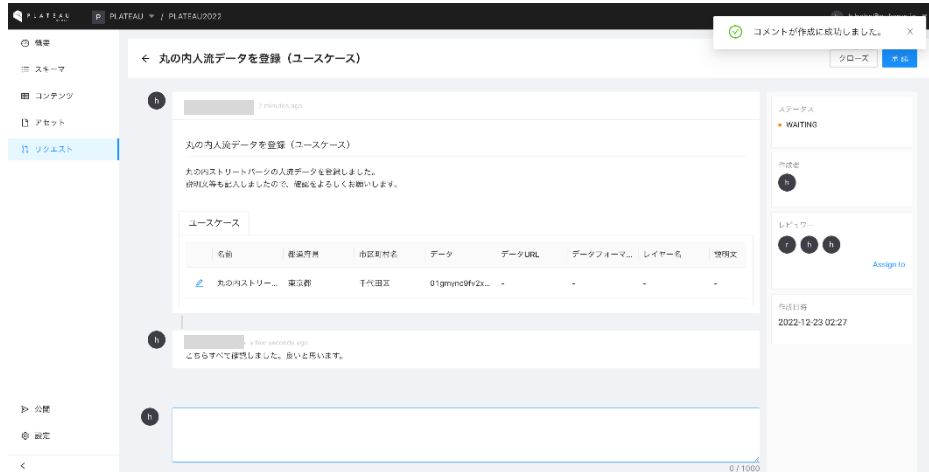 PLATEAU
P PLATEAU / PLATEAU2022
コメントが作成に成功しました。
概要
スキーマ
コンテンツ
アセット
リクエスト
公開
設定
← 丸の内人流データを登録（ユースケース）
クローズ
承認
h
2 minutes ago
丸の内人流データを登録（ユースケース）
丸の内ストリートパークの人流データを登録しました。
説明文等も記入しましたので、確認をよろしくお願いします。
ユースケース
名前 都道府県 市区町村名 データ データURL データフォーマ... レイヤー名 説明文
丸の内ストリー... 東京都 千代田区 01gmync9fv2x... - - - -
h
a few seconds ago
こちらすべて確認しました。良いと思います。
h
0 / 1000
ステータス
WAITING
作成者
h
レビュワー
r h h
Assign to
作成日時
2022-12-23 02:27